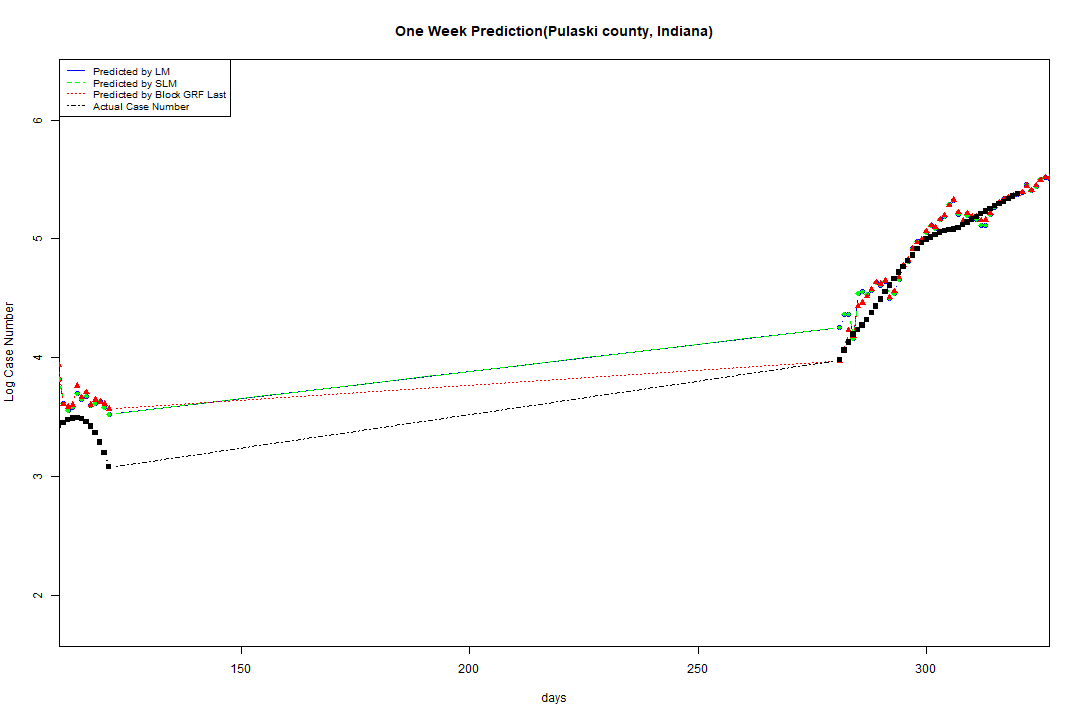 One Week Prediction(Pulaski county, Indiana)
Predicted by LM
Predicted by SLM
Predicted by Block GRF Last
Actual Case Number
6
5
4
3
2
Log Case Number
150 200 250 300
days